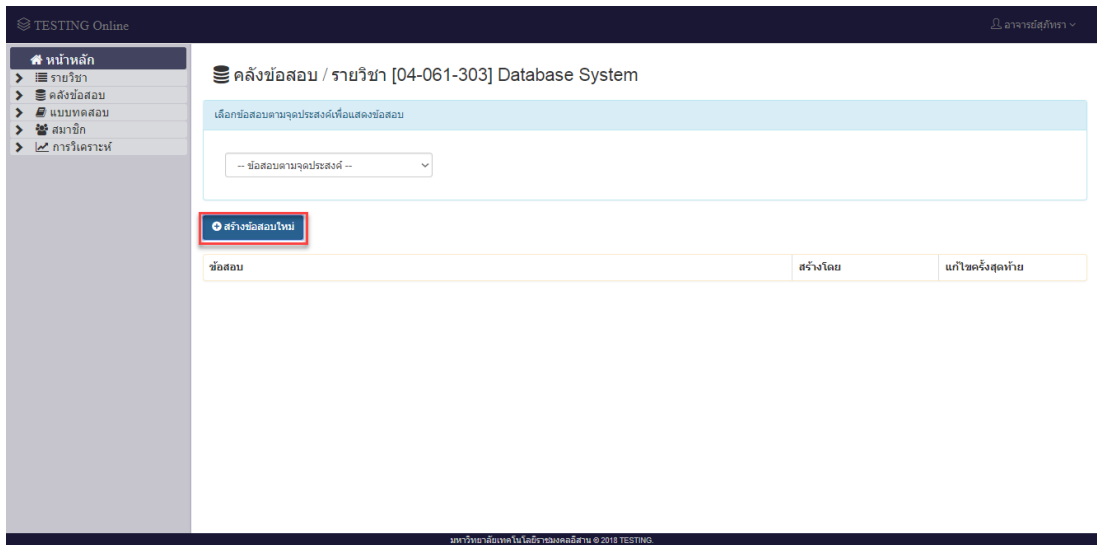 TESTING Online
อาจารย์สุภัทรา
หน้าหลัก
รายวิชา
คลังข้อสอบ
แบบทดสอบ
สมาชิก
การวิเคราะห์
คลังข้อสอบ / รายวิชา [04-061-303] Database System
เลือกข้อสอบตามจุดประสงค์เพื่อแสดงข้อสอบ
-- ข้อสอบตามจุดประสงค์ --
สร้างข้อสอบใหม่
ข้อสอบ สร้างโดย แก้ไขครั้งสุดท้าย
มหาวิทยาลัยเทคโนโลยีราชมงคลอีสาน © 2018 TESTING.